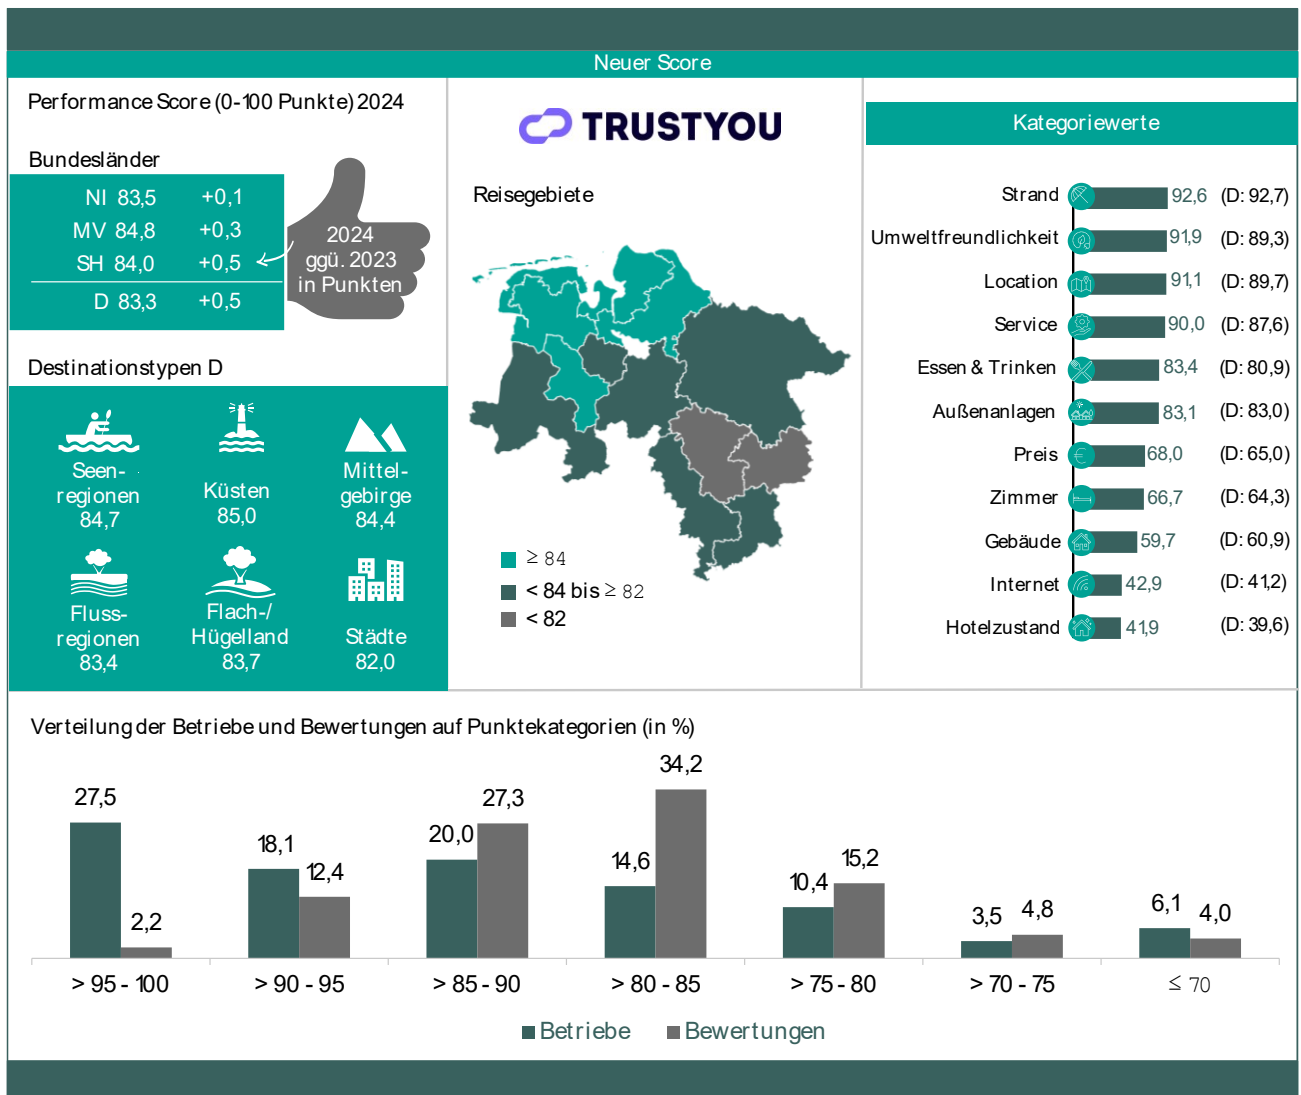 Neuer Score
Performance Score (0-100 Punkte) 2024
Bundesländer
NI 83,5 +0,1
MV 84,8 +0,3
SH 84,0 +0,5
D 83,3 +0,5
2024
ggü. 2023
in Punkten
Destinationstypen D
Seen-
regionen
84,7
Küsten
85,0
Mittel-
gebirge
84,4
Fluss-
regionen
83,4
Flach-/
Hügelland
83,7
Städte
82,0
TRUSTYOU
Reisegebiete
≥ 84
< 84 bis ≥ 82
< 82
Kategoriewerte
Strand 92,6 (D: 92,7)
Umweltfreundlichkeit 91,9 (D: 89,3)
Location 91,1 (D: 89,7)
Service 90,0 (D: 87,6)
Essen & Trinken 83,4 (D: 80,9)
Außenanlagen 83,1 (D: 83,0)
Preis 68,0 (D: 65,0)
Zimmer 66,7 (D: 64,3)
Gebäude 59,7 (D: 60,9)
Internet 42,9 (D: 41,2)
Hotelzustand 41,9 (D: 39,6)
Verteilung der Betriebe und Bewertungen auf Punktekategorien (in %)
27,5 2,2
18,1 12,4
20,0 27,3
14,6 34,2
10,4 15,2
3,5 4,8
6,1 4,0
> 95 - 100 > 90 - 95 > 85 - 90 > 80 - 85 > 75 - 80 > 70 - 75 ≤ 70
Betriebe Bewertungen